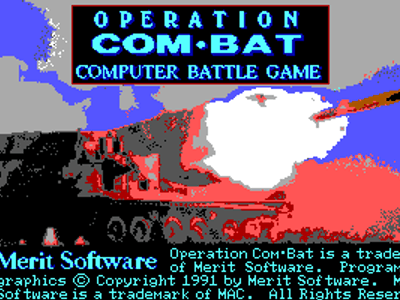 OPERATION
COM•BAT
COMPUTER BATTLE GAME
Merit Software
Operation Com•Bat is a trade
of Merit Software. Program
graphics © Copyright 1991 by Merit Software. M
Software is a trademark of MAC. All Rights Reser